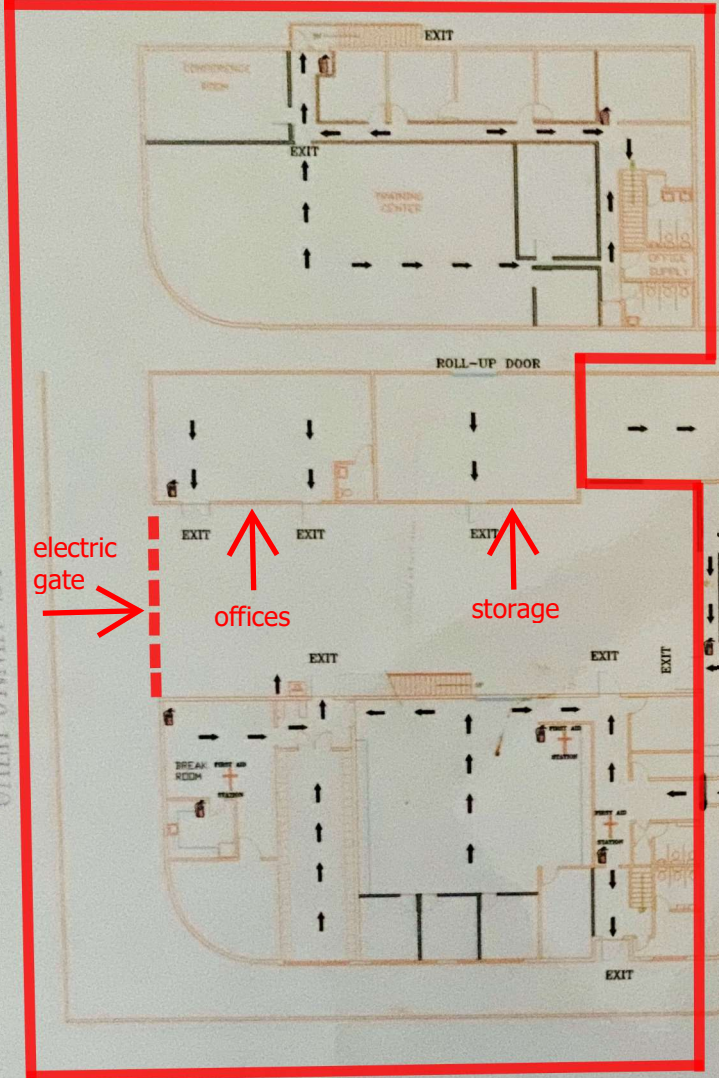 EXIT
CONFERENCE
ROOM
EXIT
TRAINING
CENTER
OFFICE
SUPPLY
ROLL-UP DOOR
EXIT
EXIT
EXIT
electric
gate
offices
storage
EXIT
EXIT
EXIT
FIRST AID
STATION
BREAK
ROOM
FIRST AID
STATION
FIRST AID
STATION
EXIT